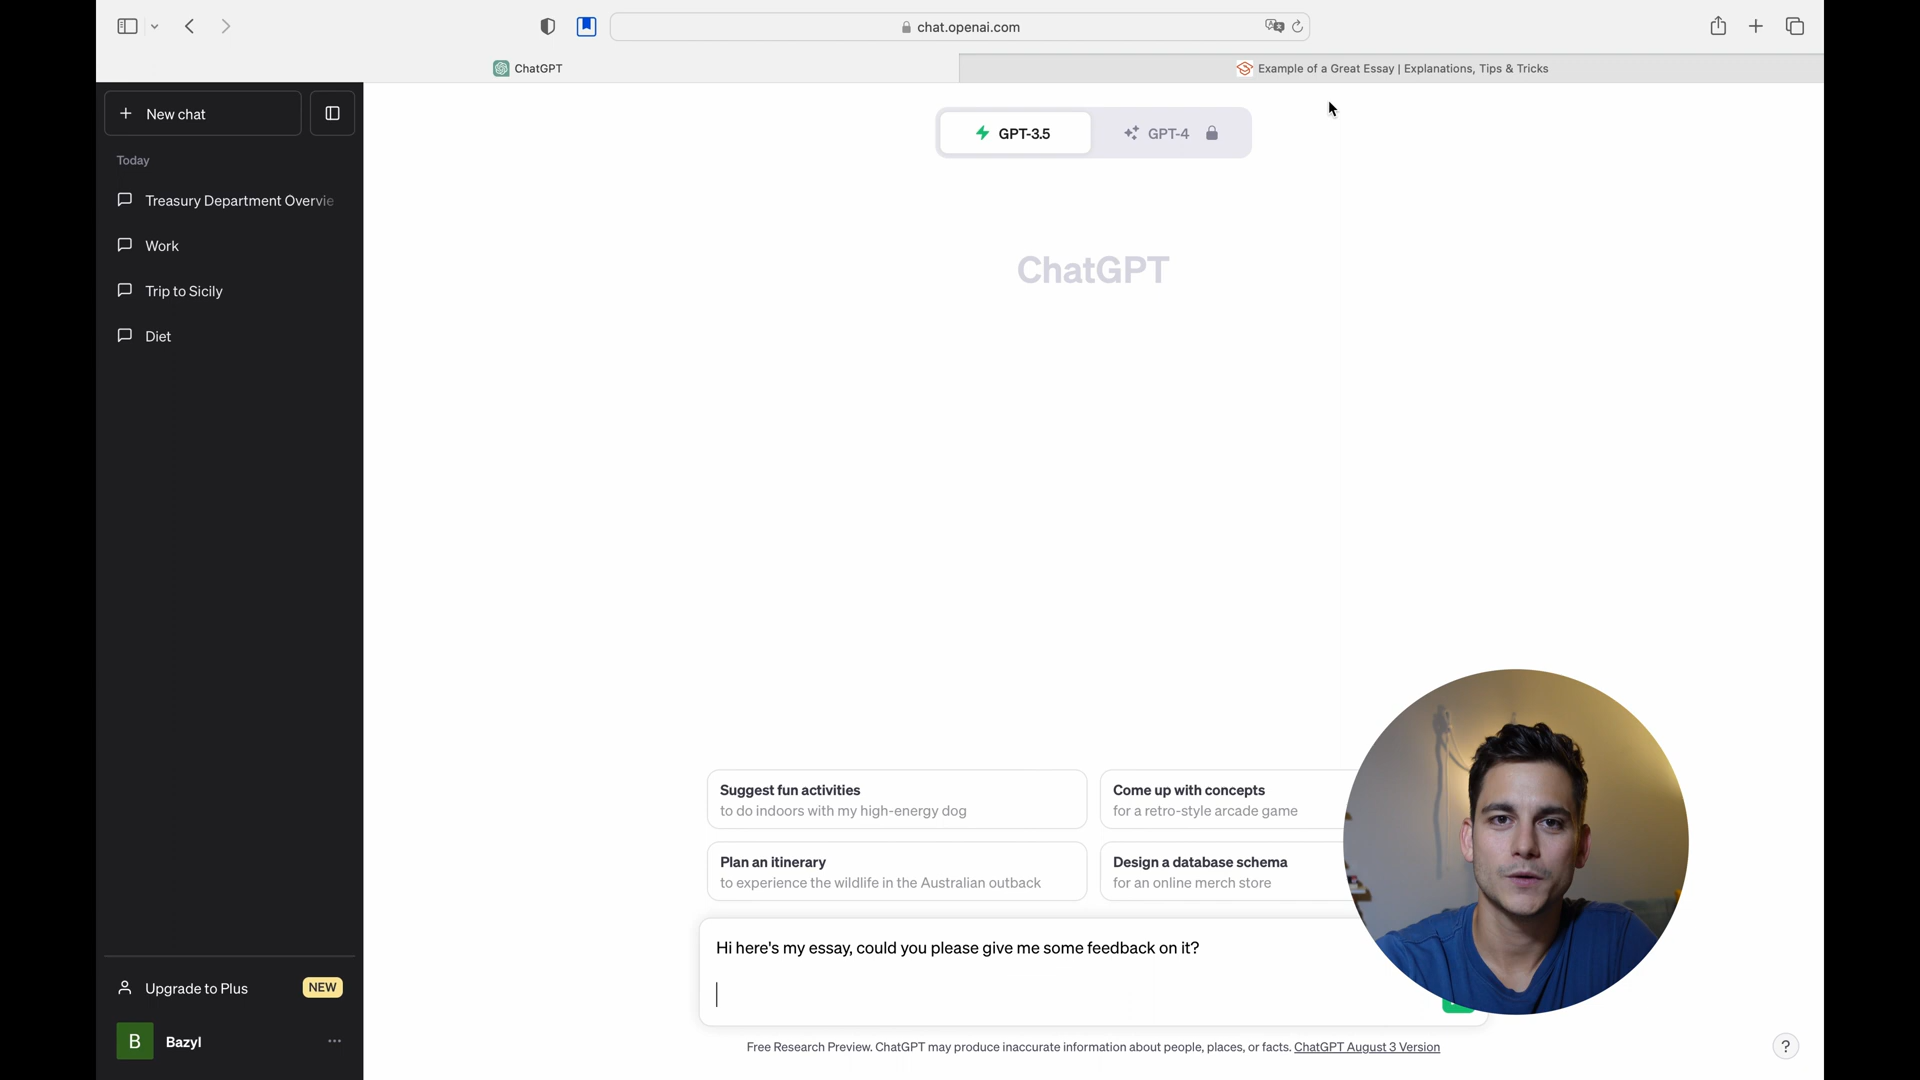 chat.openai.com
ChatGPT
Example of a Great Essay | Explanations, Tips & Tricks
New chat
GPT-3.5
GPT-4
Today
Treasury Department Overvie
Work
Trip to Sicily
Diet
ChatGPT
Suggest fun activities
to do indoors with my high-energy dog
Come up with concepts
for a retro-style arcade game
Plan an itinerary
to experience the wildlife in the Australian outback
Design a database schema
for an online merch store
Hi here's my essay, could you please give me some feedback on it?
Upgrade to Plus
NEW
B
Bazyl
Free Research Preview. ChatGPT may produce inaccurate information about people, places, or facts. ChatGPT August 3 Version
?